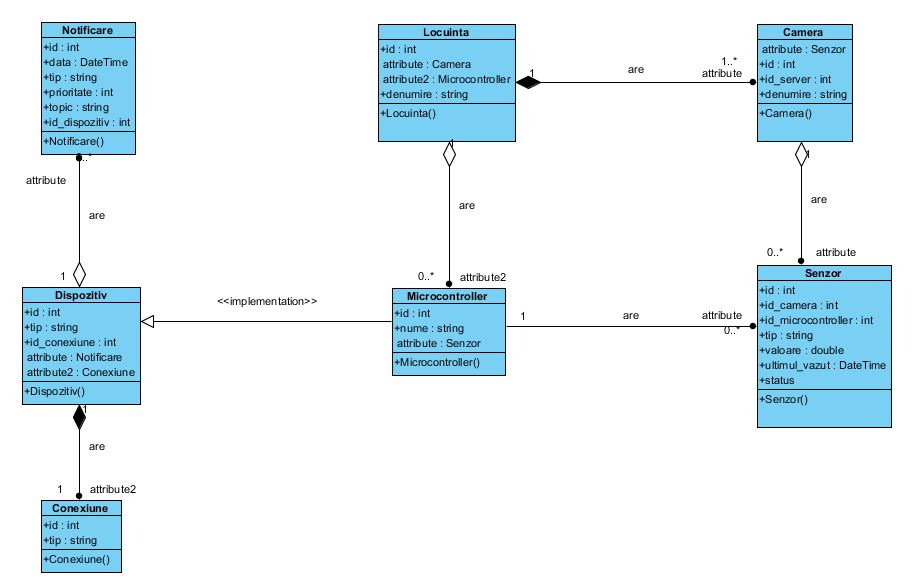 Notificare
+id : int
+data : DateTime
+tip : string
+prioritate : int
+topic : string
+id_dispozitiv : int
+Notificare()
Locuinta
+id : int
attribute : Camera
attribute2 : Microcontroller
+denumire : string
+Locuinta()
1
are
1..*
attribute
Camera
attribute : Senzor
+id : int
+id_server : int
+denumire : string
+Camera()
..*
attribute
are
1
1
are
0..*
attribute2
1
are
0..*
attribute
Dispozitiv
+id : int
+tip : string
+id_conexiune : int
attribute : Notificare
attribute2 : Conexiune
+Dispozitiv()
<<implementation>>
Microcontroller
+id : int
+nume : string
attribute : Senzor
+Microcontroller()
1
are
attribute
0..*
Senzor
+id : int
+id_camera : int
+id_microcontroller : int
+tip : string
+valoare : double
+ultimul_vazut : DateTime
+status
+Senzor()
1
are
1
attribute2
Conexiune
+id : int
+tip : string
+Conexiune()